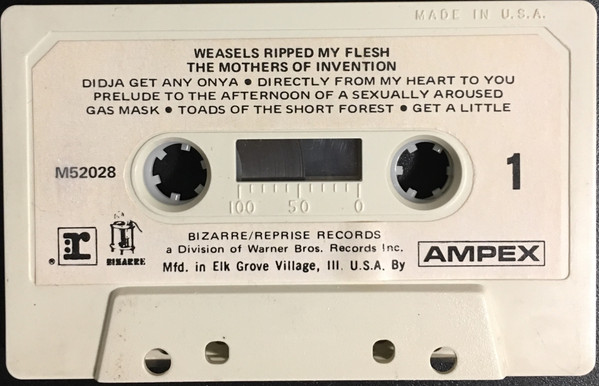 MADE IN U.S.A.
WEASELS RIPPED MY FLESH
THE MOTHERS OF INVENTION
DIDJA GET ANY ONYA ● DIRECTLY FROM MY HEART TO YOU
PRELUDE TO THE AFTERNOON OF A SEXUALLY AROUSED
GAS MASK ● TOADS OF THE SHORT FOREST ● GET A LITTLE
M52028
1
100 50 0
BIZARRE/REPRISE RECORDS
a Division of Warner Bros. Records Inc.
Mfd. in Elk Grove Village, Ill. U.S.A. By
® r
BIZARRE
AMPEX